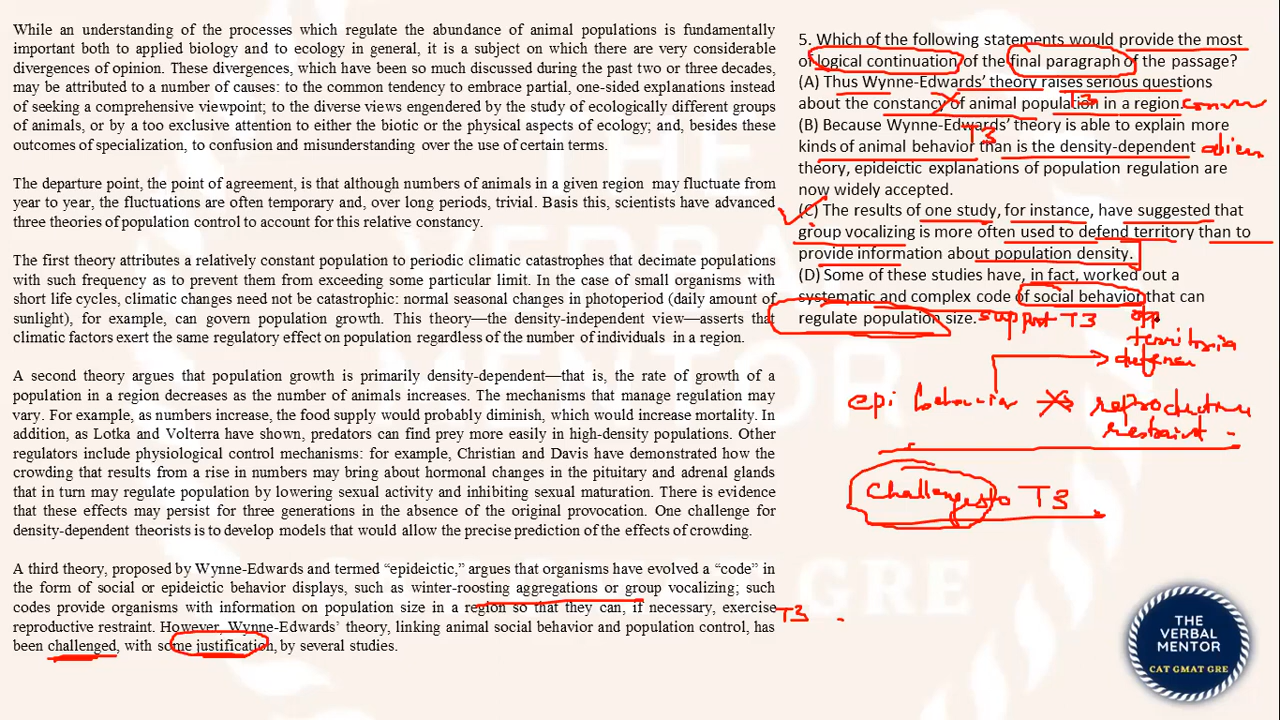 While an understanding of the processes which regulate the abundance of animal populations is fundamentally
important both to applied biology and to ecology in general, it is a subject on which there are very considerable
divergences of opinion. These divergences, which have been so much discussed during the past two or three decades,
may be attributed to a number of causes: to the common tendency to embrace partial, one-sided explanations instead
of seeking a comprehensive viewpoint; to the diverse views engendered by the study of ecologically different groups
of animals, or by a too exclusive attention to either the biotic or the physical aspects of ecology; and, besides these
outcomes of specialization, to confusion and misunderstanding over the use of certain terms.
The departure point, the point of agreement, is that although numbers of animals in a given region may fluctuate from
year to year, the fluctuations are often temporary and, over long periods, trivial. Basis this, scientists have advanced
three theories of population control to account for this relative constancy.
The first theory attributes a relatively constant population to periodic climatic catastrophes that decimate populations
with such frequency as to prevent them from exceeding some particular limit. In the case of small organisms with
short life cycles, climatic changes need not be catastrophic: normal seasonal changes in photoperiod (daily amount of
sunlight), for example, can govern population growth. This theory—the density-independent view—asserts that
climatic factors exert the same regulatory effect on population regardless of the number of individuals in a region.
A second theory argues that population growth is primarily density-dependent—that is, the rate of growth of a
population in a region decreases as the number of animals increases. The mechanisms that manage regulation may
vary. For example, as numbers increase, the food supply would probably diminish, which would increase mortality. In
addition, as Lotka and Volterra have shown, predators can find prey more easily in high-density populations. Other
regulators include physiological control mechanisms: for example, Christian and Davis have demonstrated how the
crowding that results from a rise in numbers may bring about hormonal changes in the pituitary and adrenal glands
that in turn may regulate population by lowering sexual activity and inhibiting sexual maturation. There is evidence
that these effects may persist for three generations in the absence of the original provocation. One challenge for
density-dependent theorists is to develop models that would allow the precise prediction of the effects of crowding.
A third theory, proposed by Wynne-Edwards and termed “epideictic,” argues that organisms have evolved a “code” in
the form of social or epideictic behavior displays, such as winter-roosting aggregations or group vocalizing; such
codes provide organisms with information on population size in a region so that they can, if necessary, exercise
reproductive restraint. However, Wynne-Edwards’ theory, linking animal social behavior and population control, has
been challenged, with some justification, by several studies.
T3
5. Which of the following statements would provide the most
of logical continuation of the final paragraph of the passage?
(A) Thus Wynne-Edwards’ theory raises serious questions
about the constancy of animal population in a region.
T3
(B) Because Wynne-Edwards’ theory is able to explain more
T3
kinds of animal behavior than is the density-dependent
theory, epideictic explanations of population regulation are
now widely accepted.
(C) The results of one study, for instance, have suggested that
group vocalizing is more often used to defend territory than to
provide information about population density.
(D) Some of these studies have, in fact, worked out a
systematic and complex code of social behavior that can
regulate population size. support T3
epi behavior reproductive
restraint
Challenges to T3
THE
VERBAL
MENTOR
CAT GMAT GRE